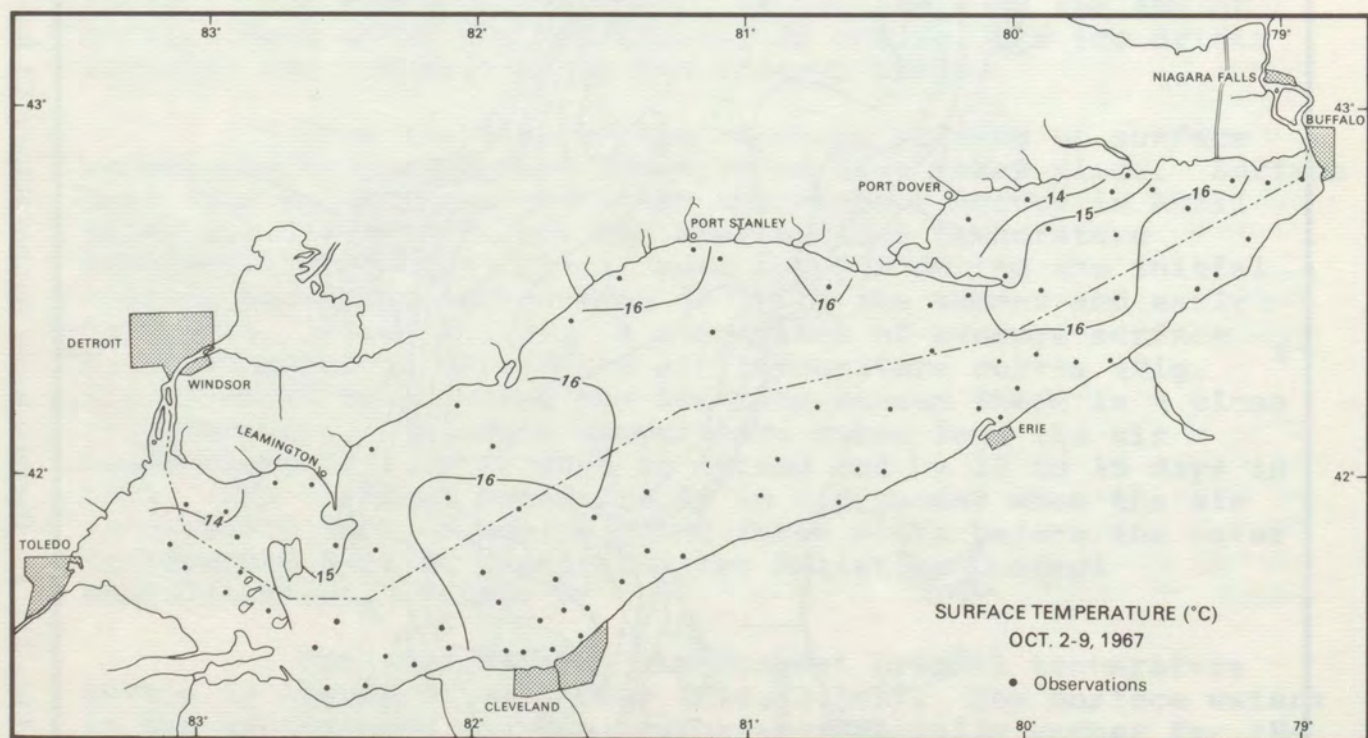 83° 82° 81° 80° 79°
NIAGARA FALLS
43° 43°
BUFFALO
PORT DOVER
14
15
16
PORT STANLEY
16
16
16
DETROIT
WINDSOR
16
ERIE
LEAMINGTON
42° 42°
16
14
TOLEDO
15
SURFACE TEMPERATURE (°C)
OCT. 2-9, 1967
• Observations
CLEVELAND
83° 82° 81° 80° 79°